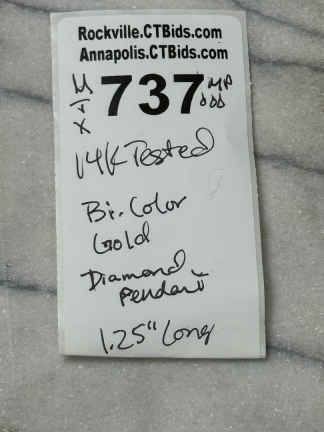 Rockville.CTBids.com
Annapolis.CTBids.com
737
14K Tested
Bi-Color
Gold
Diamond
Pendant
1.25" Long